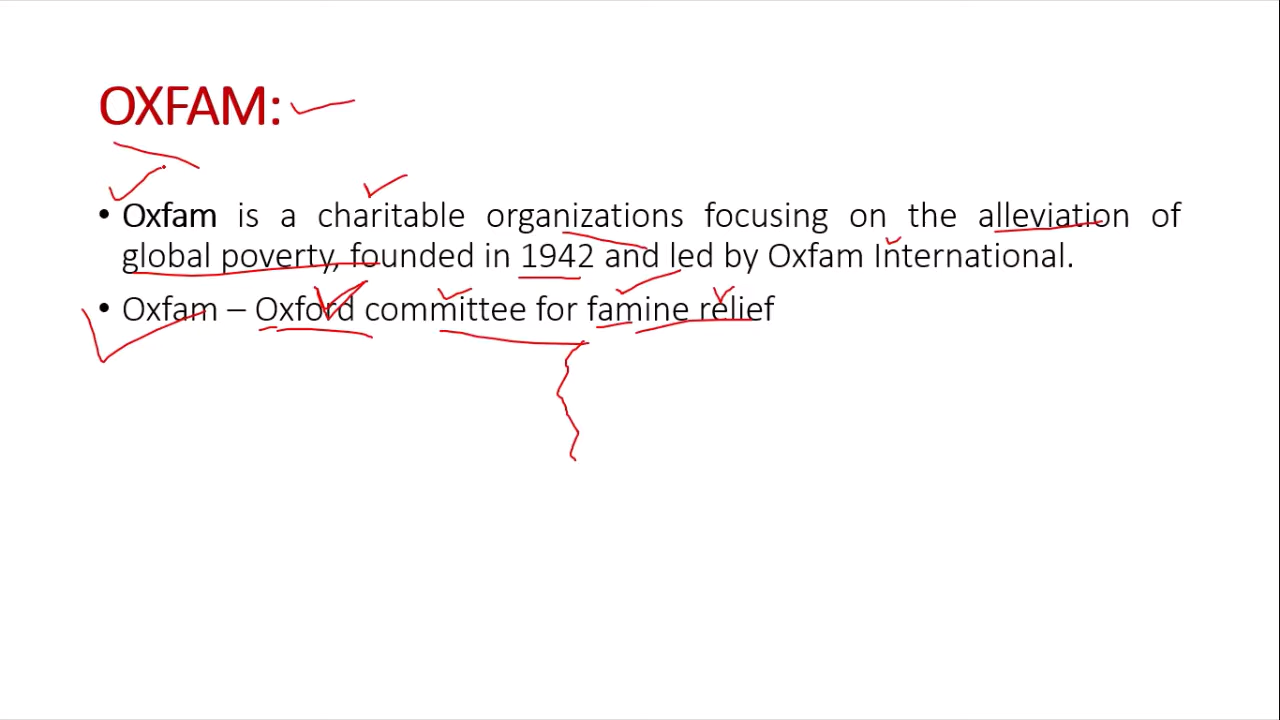 OXFAM:
• Oxfam is a charitable organizations focusing on the alleviation of
global poverty, founded in 1942 and led by Oxfam International.
• Oxfam – Oxford committee for famine relief